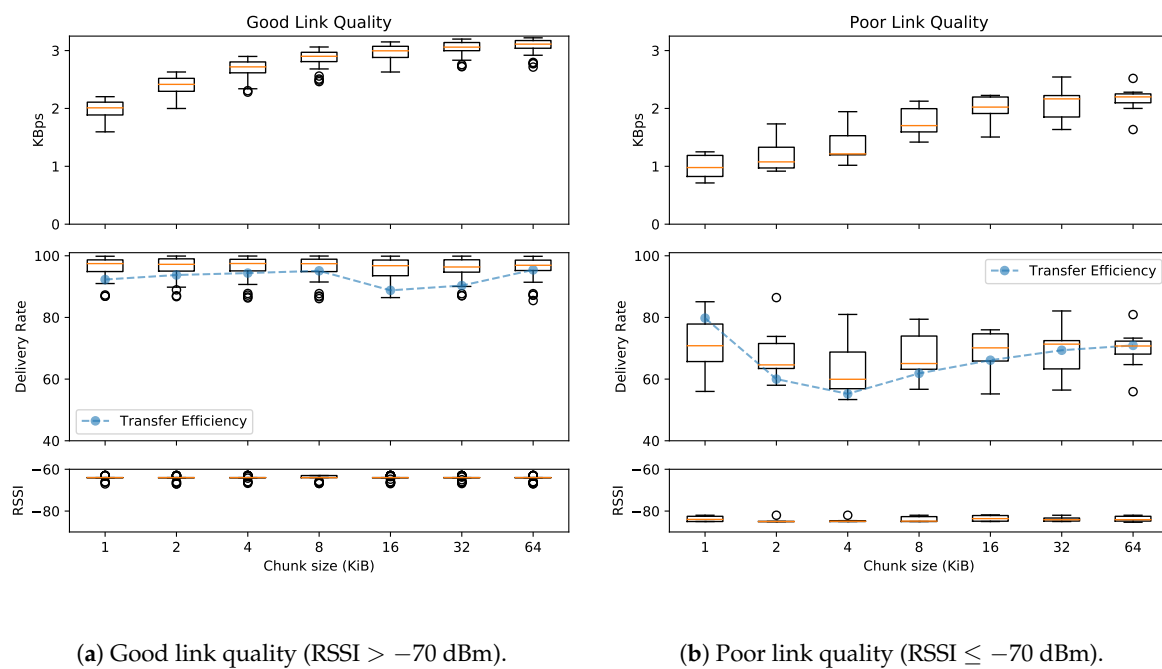 Good Link Quality
3
2
1
0
KBps
100
80
60
40
Delivery Rate
Transfer Efficiency
−60
−80
RSSI
1 2 4 8 16 32 64
Chunk size (KiB)
Poor Link Quality
3
2
1
0
KBps
100
80
60
40
Delivery Rate
Transfer Efficiency
−60
−80
RSSI
1 2 4 8 16 32 64
Chunk size (KiB)
(a) Good link quality (RSSI > −70 dBm).
(b) Poor link quality (RSSI ≤ −70 dBm).